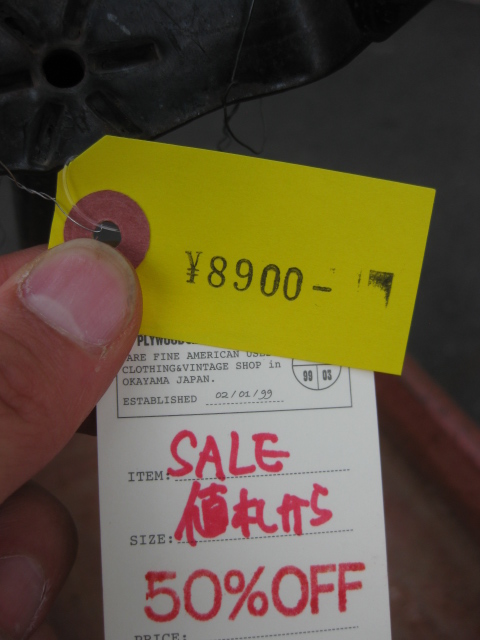 ¥8900-
PLYWOOD
ARE FINE AMERICAN USED
CLOTHING&VINTAGE SHOP in
OKAYAMA JAPAN.
99 03
ESTABLISHED 02/01/99
ITEM: SALE
値札から
SIZE:
50%OFF
PRICE: